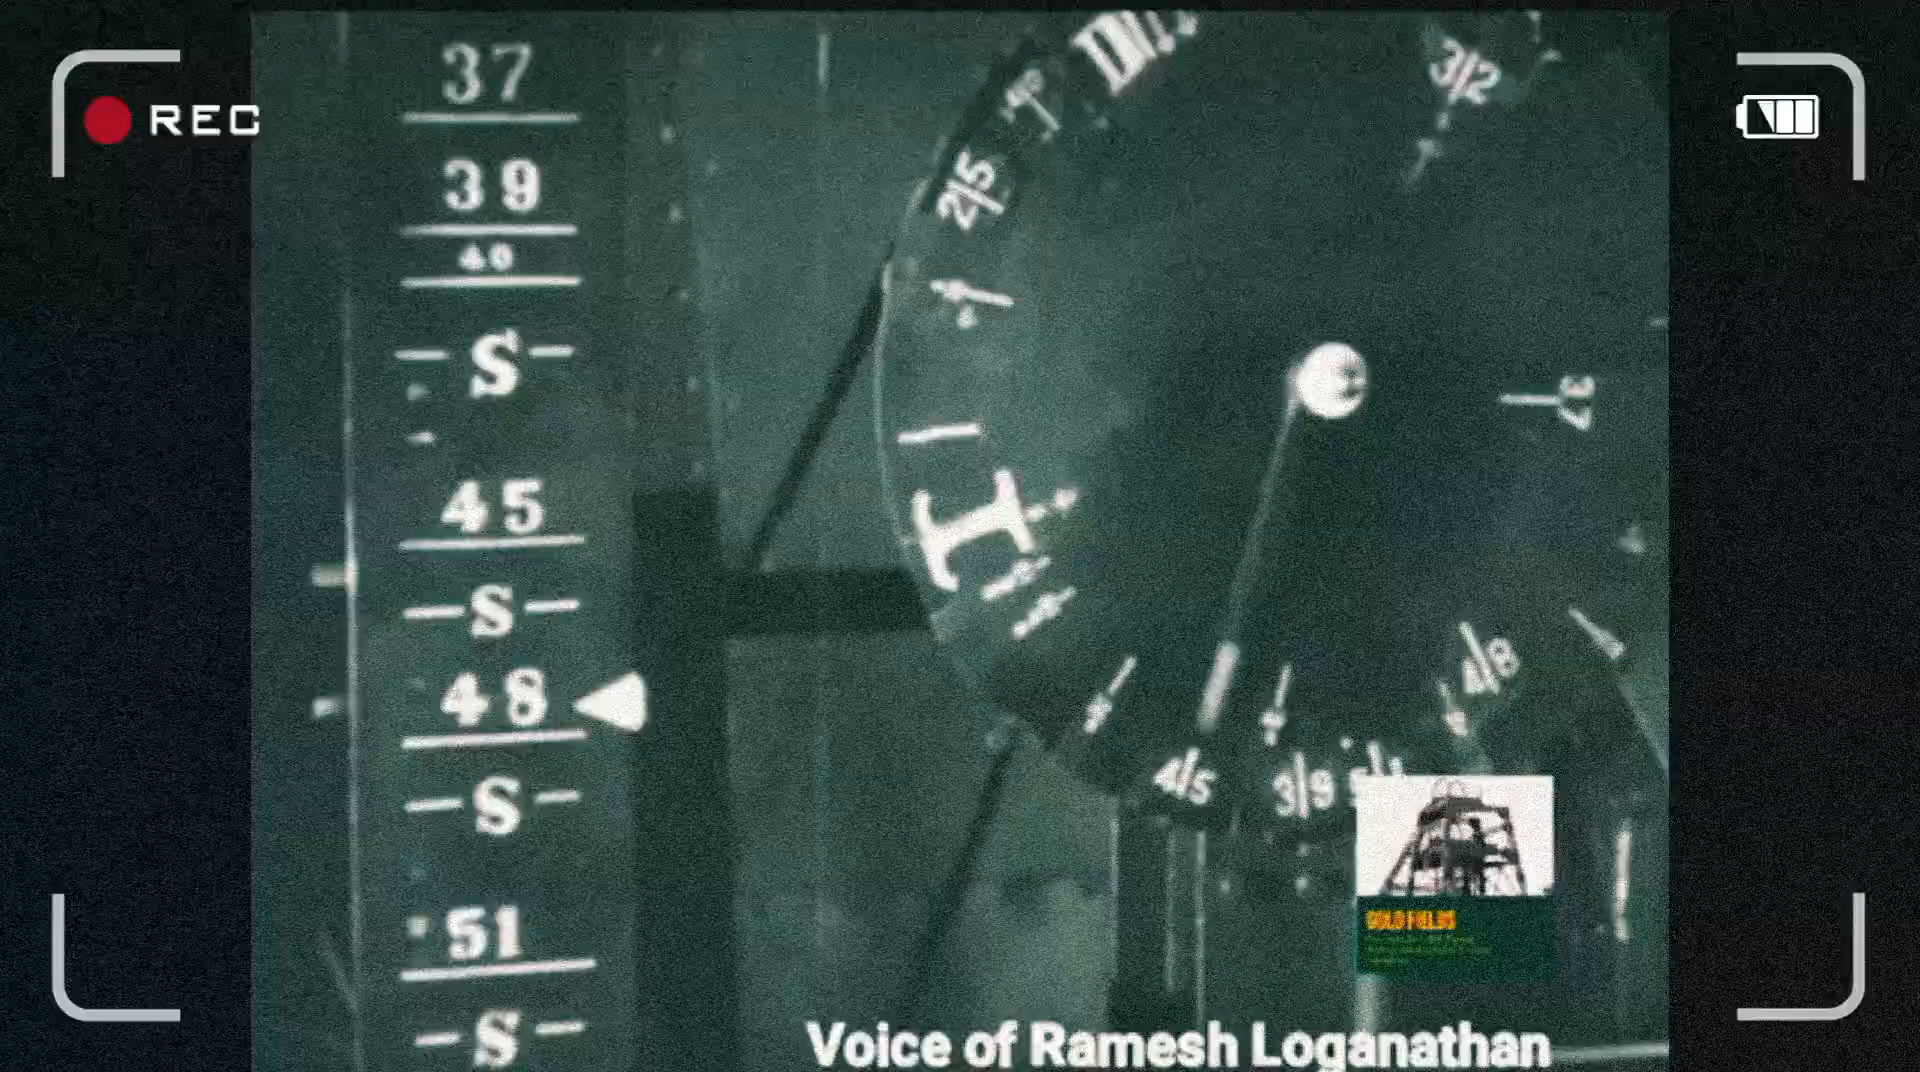 REC
37
39
40
S
45
S
48
S
51
S
2/5
3/2
37
4/8
4/5
3/9
GOLD FIELDS
Voice of Ramesh Loganathan